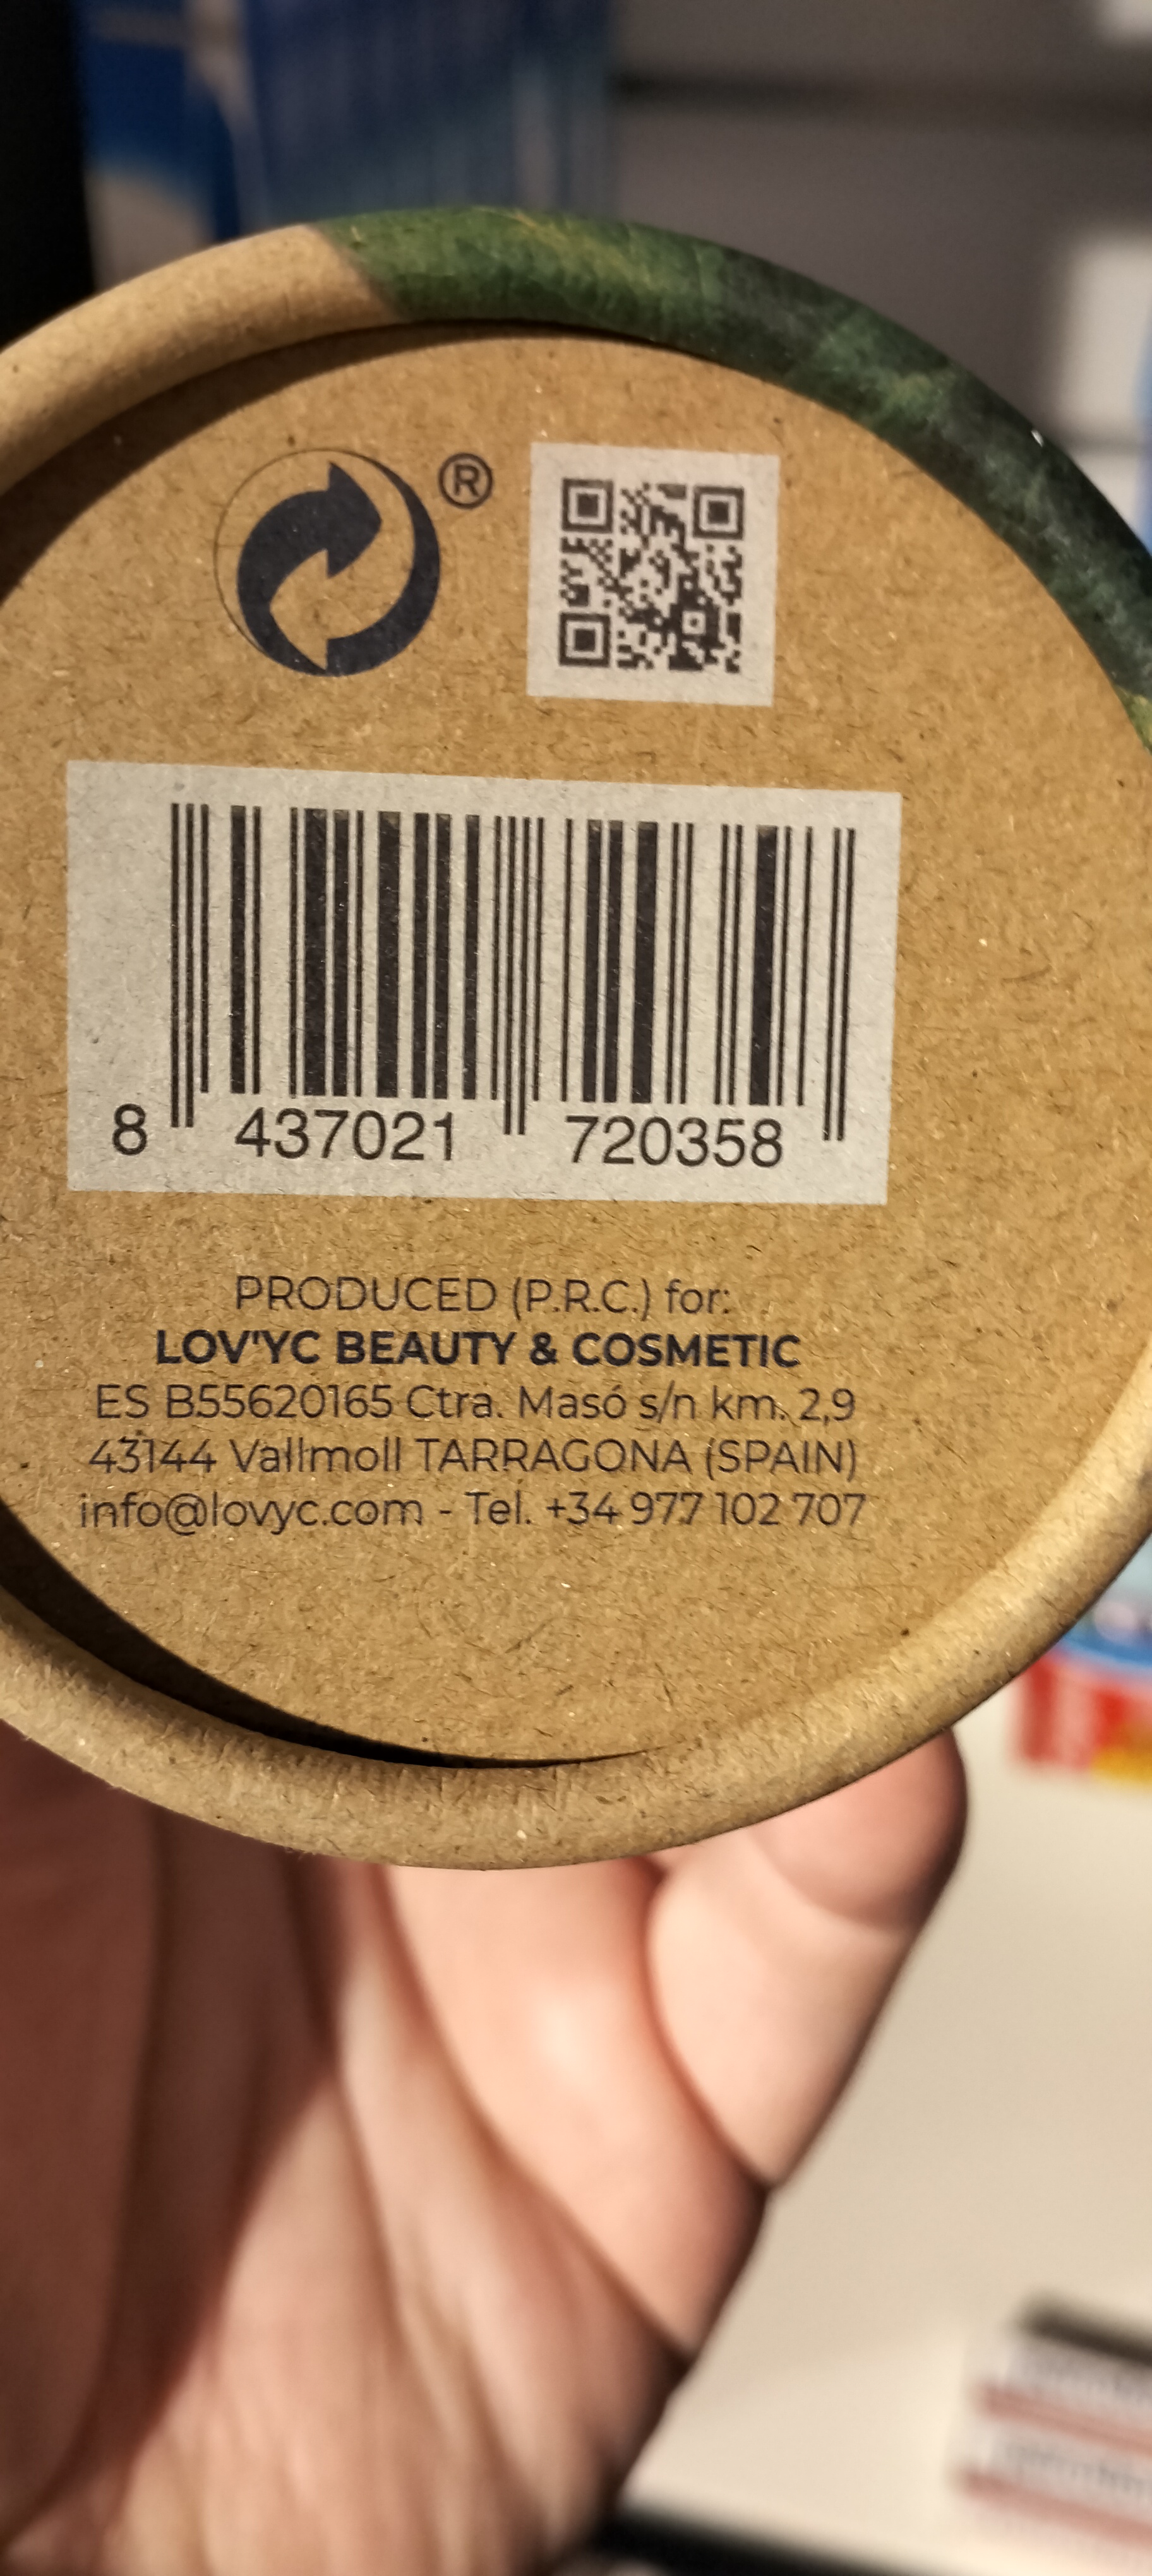 ®
8 437021 720358
PRODUCED (P.R.C.) for:
LOV'YC BEAUTY & COSMETIC
ES B55620165 Ctra. Masó s/n km. 2,9
43144 Vallmoll TARRAGONA (SPAIN)
info@lovyc.com - Tel. +34 977 102 707